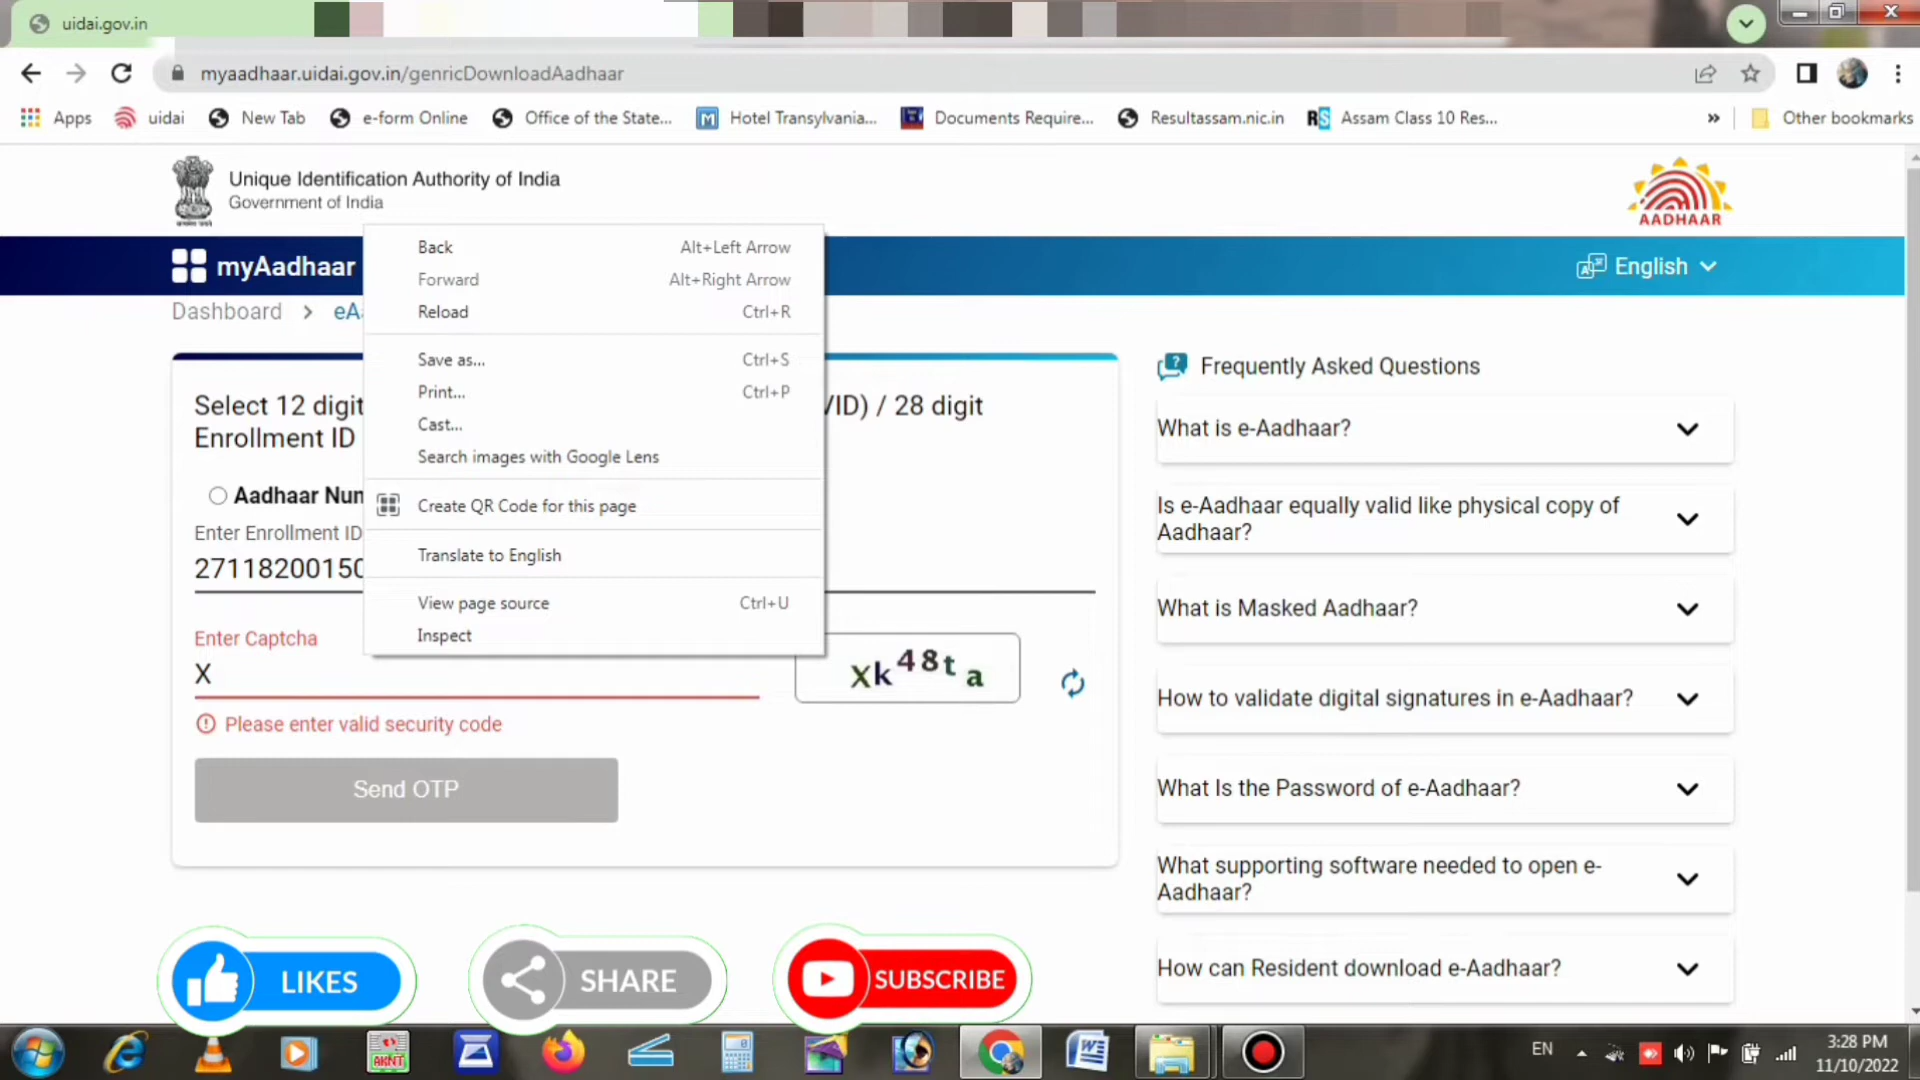 uidai.gov.in
myaadhaar.uidai.gov.in/genricDownloadAadhaar
Apps uidai New Tab e-form Online Office of the State... Hotel Transylvania... Documents Require... Resultassam.nic.in RS Assam Class 10 Res... » Other bookmarks
Unique Identification Authority of India
Government of India
AADHAAR
myAadhaar
English
Dashboard > eAa
Back Alt+Left Arrow
Forward Alt+Right Arrow
Reload Ctrl+R
Save as... Ctrl+S
Print... Ctrl+P
Cast...
Search images with Google Lens
Create QR Code for this page
Translate to English
View page source Ctrl+U
Inspect
Select 12 digit VID) / 28 digit
Enrollment ID
Aadhaar Num
Enter Enrollment ID
27118200150
Enter Captcha
X
Xk48ta
Please enter valid security code
Send OTP
Frequently Asked Questions
What is e-Aadhaar?
Is e-Aadhaar equally valid like physical copy of
Aadhaar?
What is Masked Aadhaar?
How to validate digital signatures in e-Aadhaar?
What Is the Password of e-Aadhaar?
What supporting software needed to open e-
Aadhaar?
How can Resident download e-Aadhaar?
LIKES
SHARE
SUBSCRIBE
AKNT
EN
3:28 PM
11/10/2022